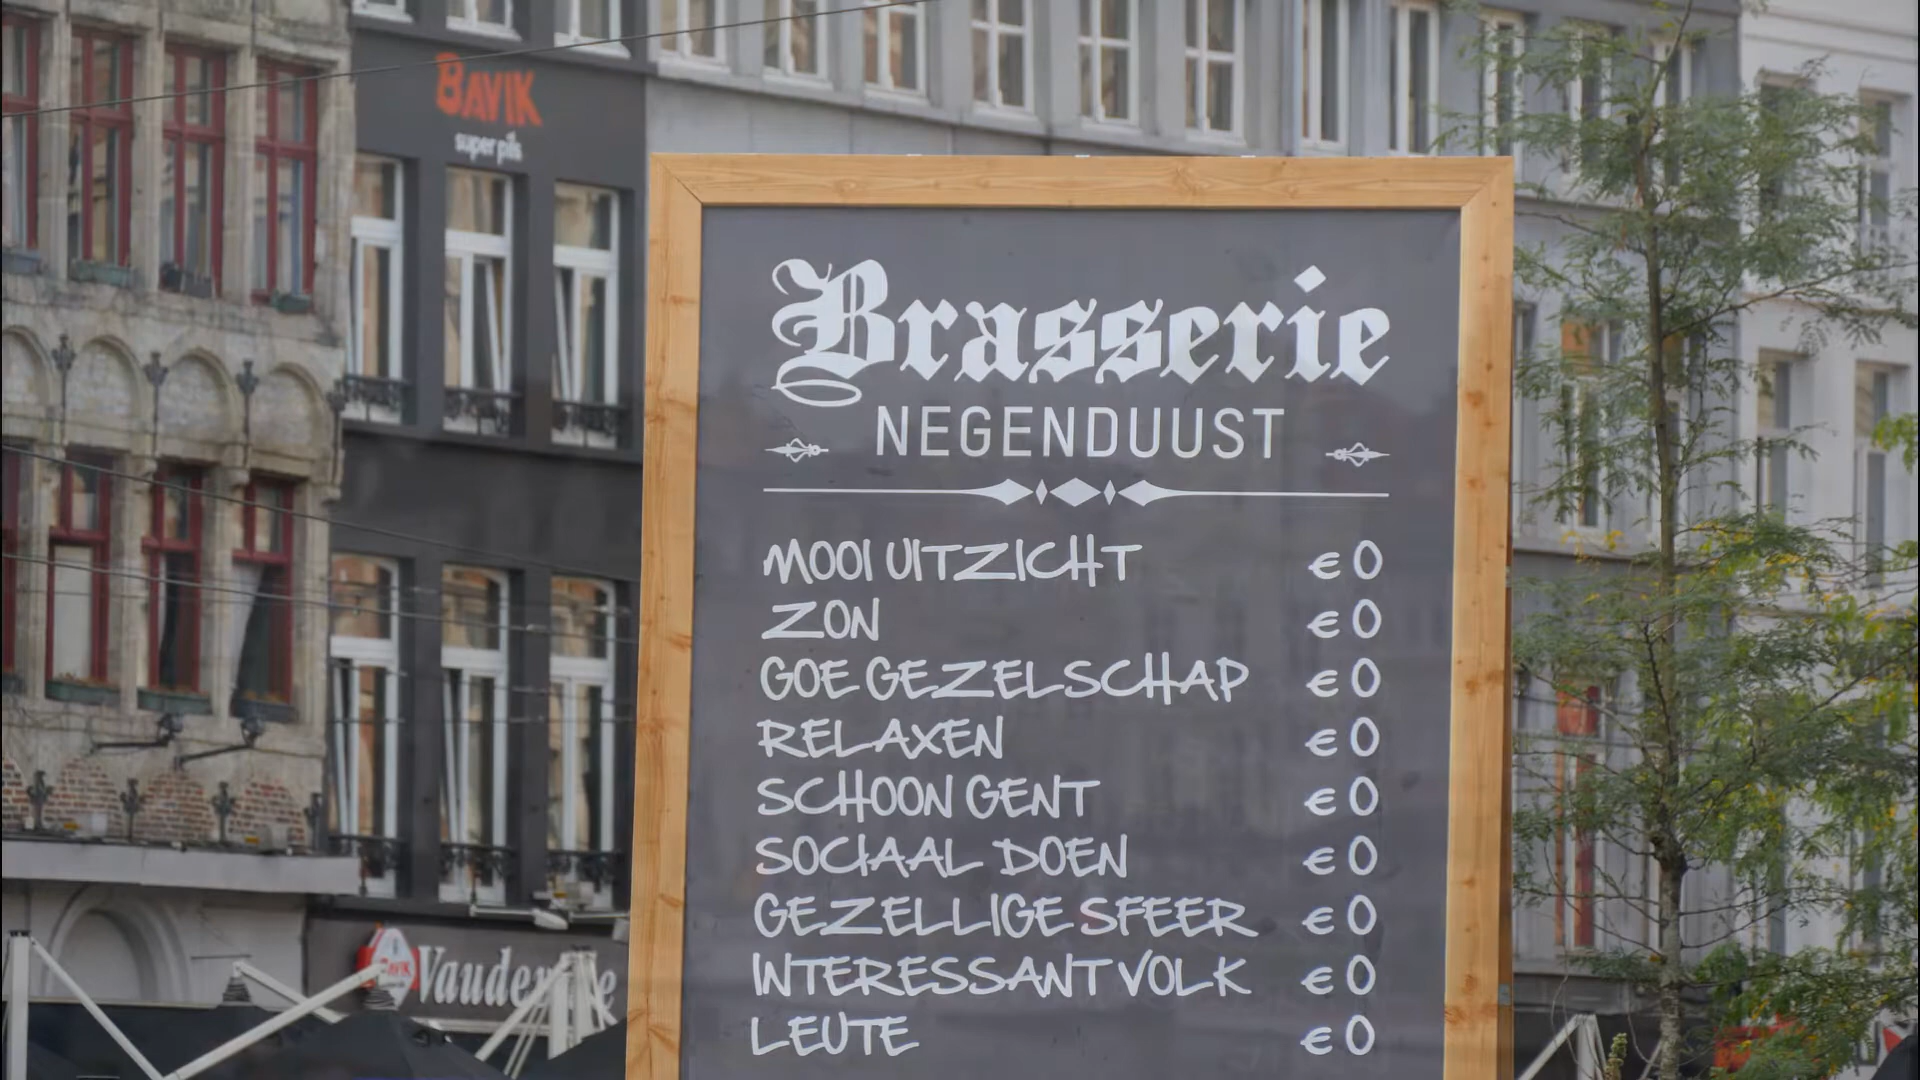 BAVIK
super pils
Brasserie
NEGENDUUST
MOOI UITZICHT € 0
ZON € 0
GOE GEZELSCHAP € 0
RELAXEN € 0
SCHOON GENT € 0
SOCIAAL DOEN € 0
GEZELLIGE SFEER € 0
INTERESSANT VOLK € 0
LEUTE € 0